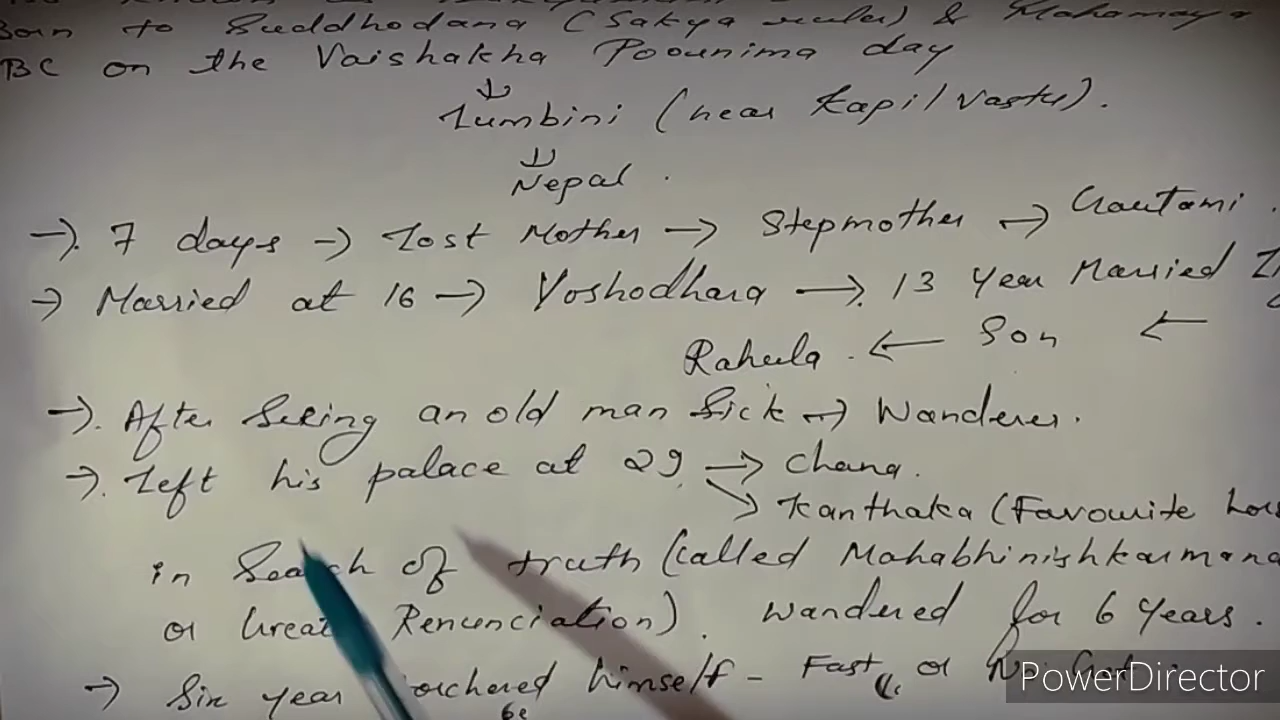 Born to Suddhodana (Sakya ruler) & Mahamaya
BC on the Vaishakha Poounima day
↓
Lumbini (near Kapilvastu).
↓
Nepal.
→. 7 days → Lost Mother → Stepmother → Gautami.
→ Married at 16 → Yoshodhara →. 13 Year Married
Rahula. ← Son ←
→. After Seeing an old man Sick → Wanderer.
→. Left his palace at 29. → Chana.
↘ Kanthaka (Favourite
in Search of truth (called Mahabhinishkarmana
or Great Renunciation). Wandered for 6 Years.
→ Six year himself - Fast or
PowerDirector